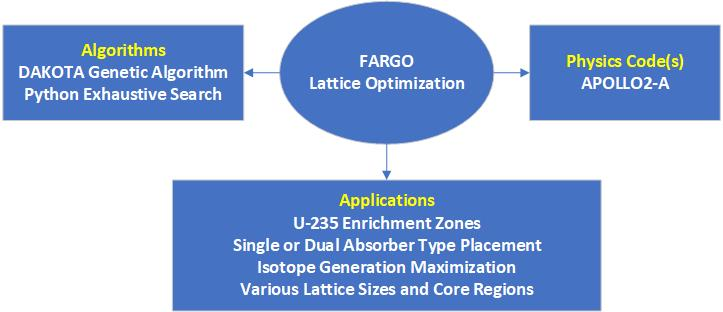 Algorithms
DAKOTA Genetic Algorithm
Python Exhaustive Search
FARGO
Lattice Optimization
Physics Code(s)
APOLLO2-A
Applications
U-235 Enrichment Zones
Single or Dual Absorber Type Placement
Isotope Generation Maximization
Various Lattice Sizes and Core Regions